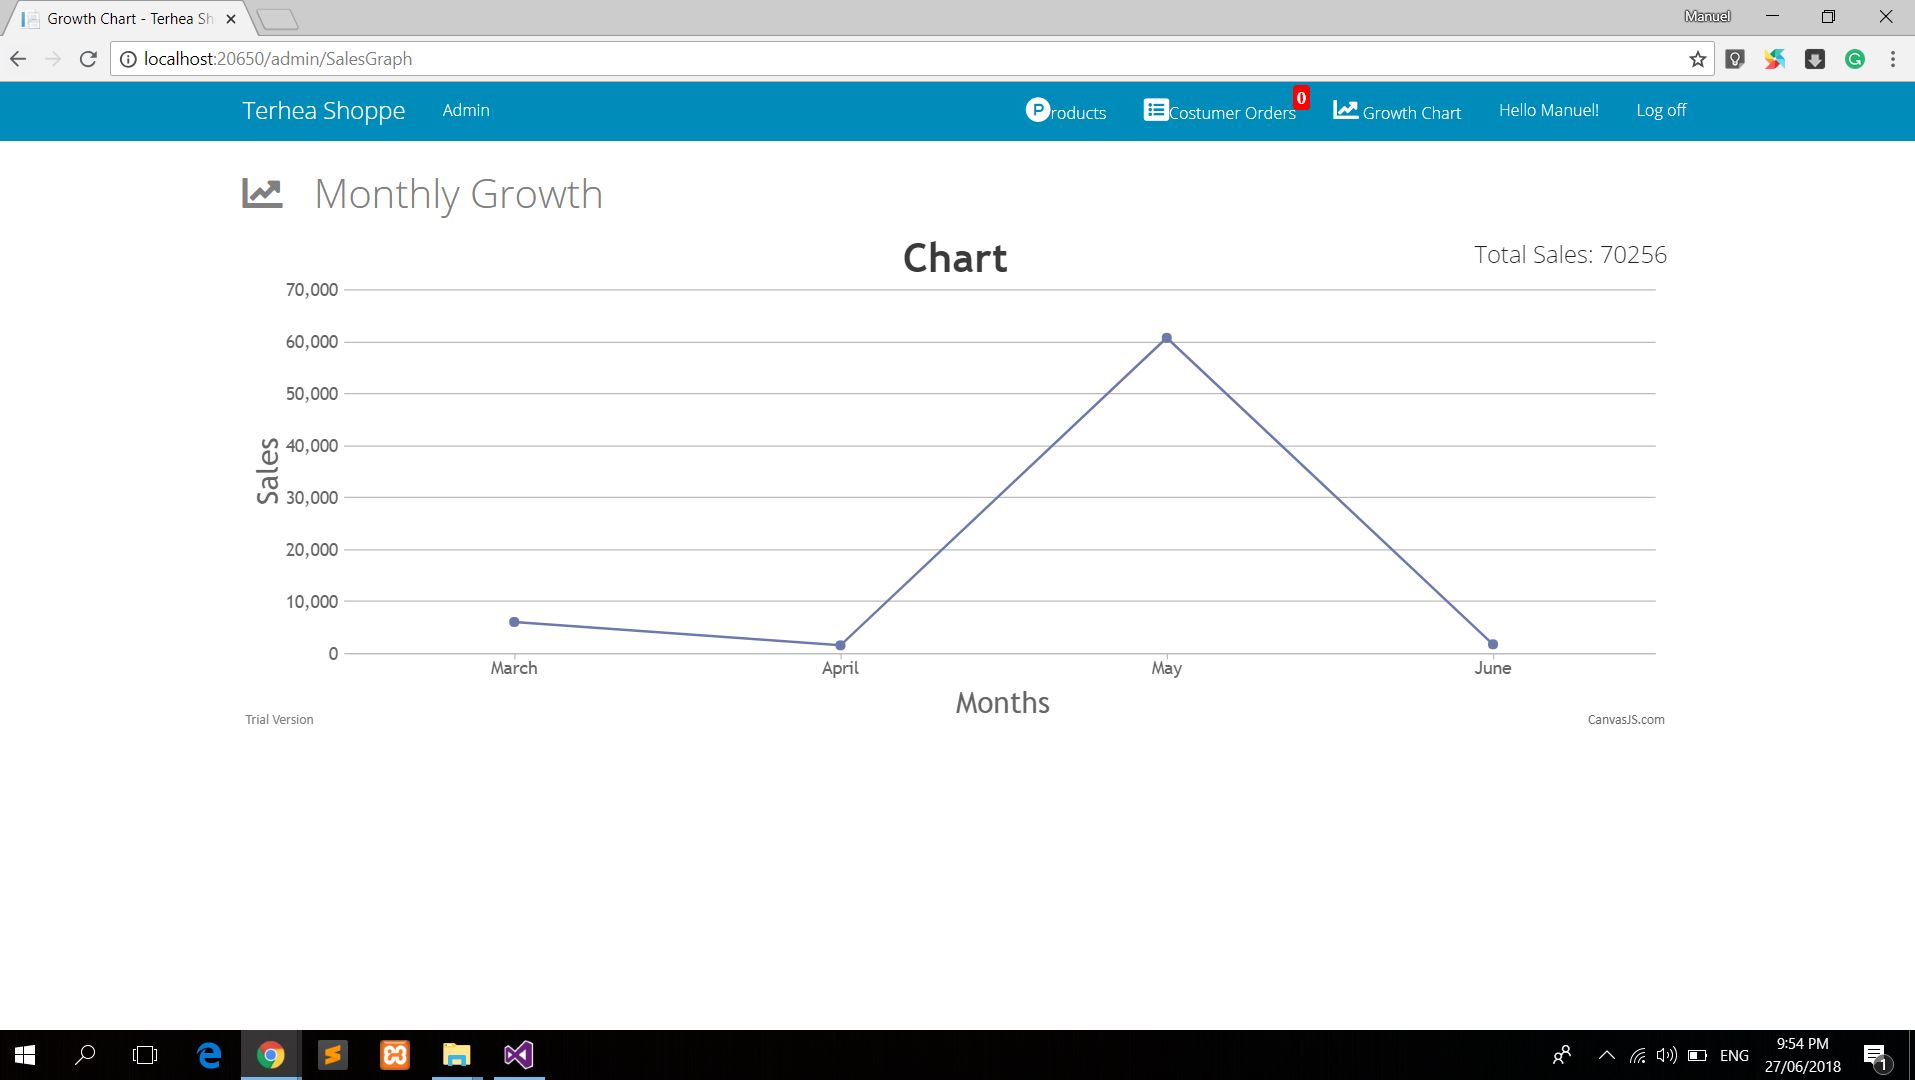 Growth Chart - Terhea Sh
Manuel
localhost:20650/admin/SalesGraph
Terhea Shoppe Admin Products Costumer Orders 0 Growth Chart Hello Manuel! Log off
Monthly Growth
Chart
Total Sales: 70256
70,000
60,000
50,000
40,000
30,000
20,000
10,000
0
Sales
March April May June
Months
Trial Version
CanvasJS.com
ENG
9:54 PM
27/06/2018
1